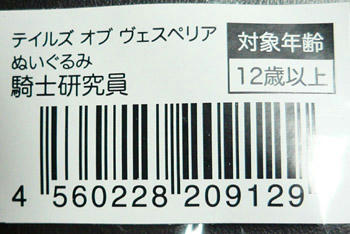 テイルズ オブ ヴェスペリア
ぬいぐるみ
騎士研究員
対象年齢
12歳以上
4 560228 209129